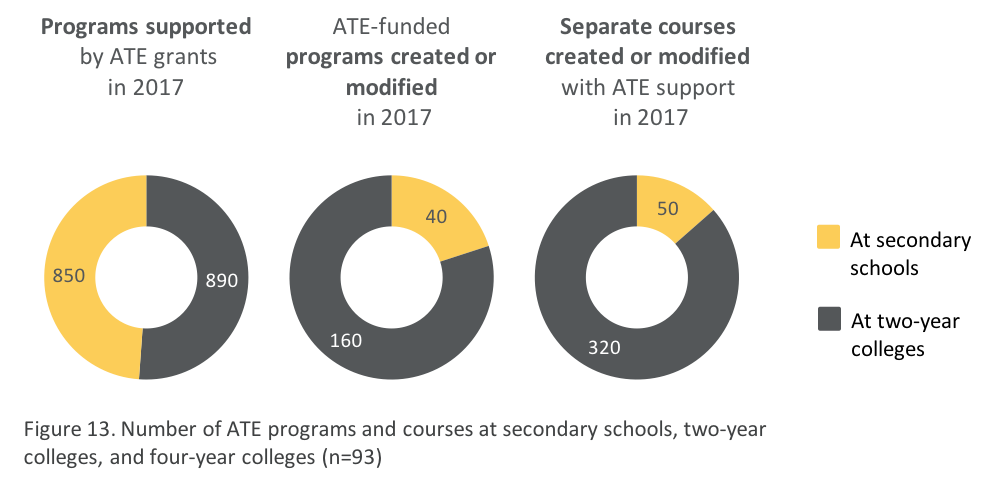 Programs supported
by ATE grants
in 2017
ATE-funded
programs created or
modified
in 2017
Separate courses
created or modified
with ATE support
in 2017
850
890
40
160
50
320
At secondary
schools
At two-year
colleges
Figure 13. Number of ATE programs and courses at secondary schools, two-year
colleges, and four-year colleges (n=93)